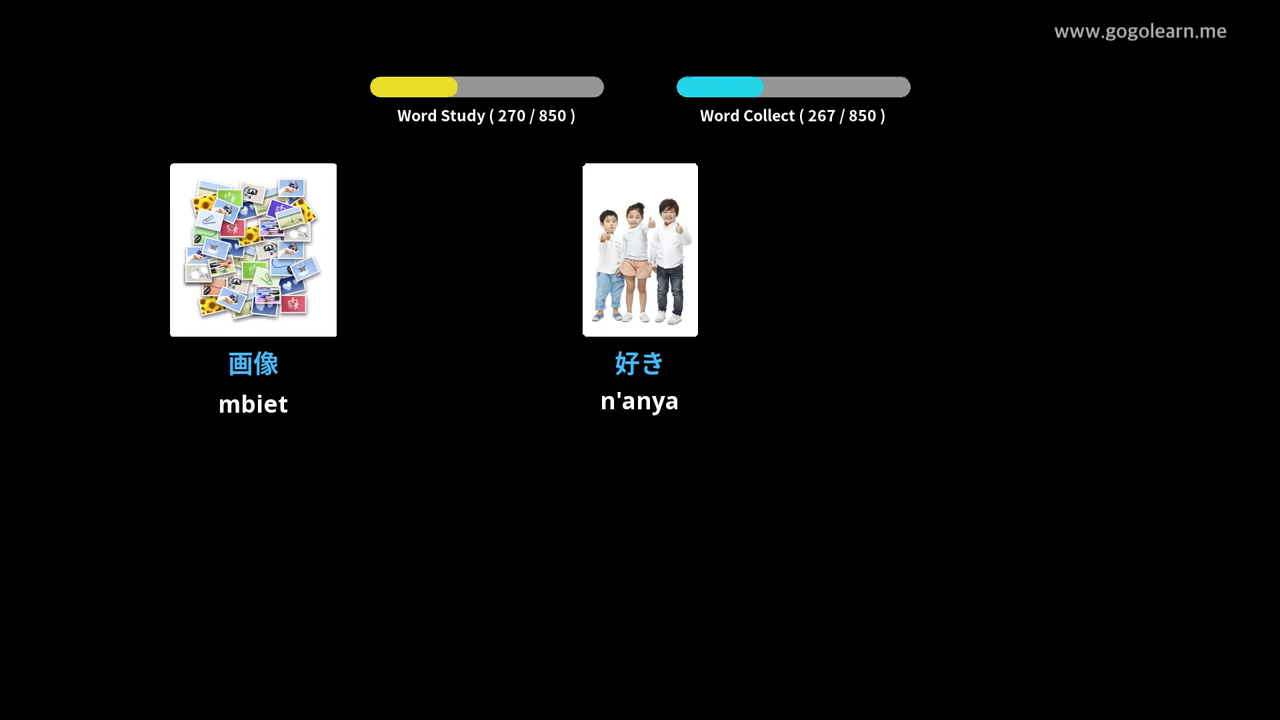 www.gogolearn.me
Word Study ( 270 / 850 )
Word Collect ( 267 / 850 )
画像
mbiet
好き
n'anya